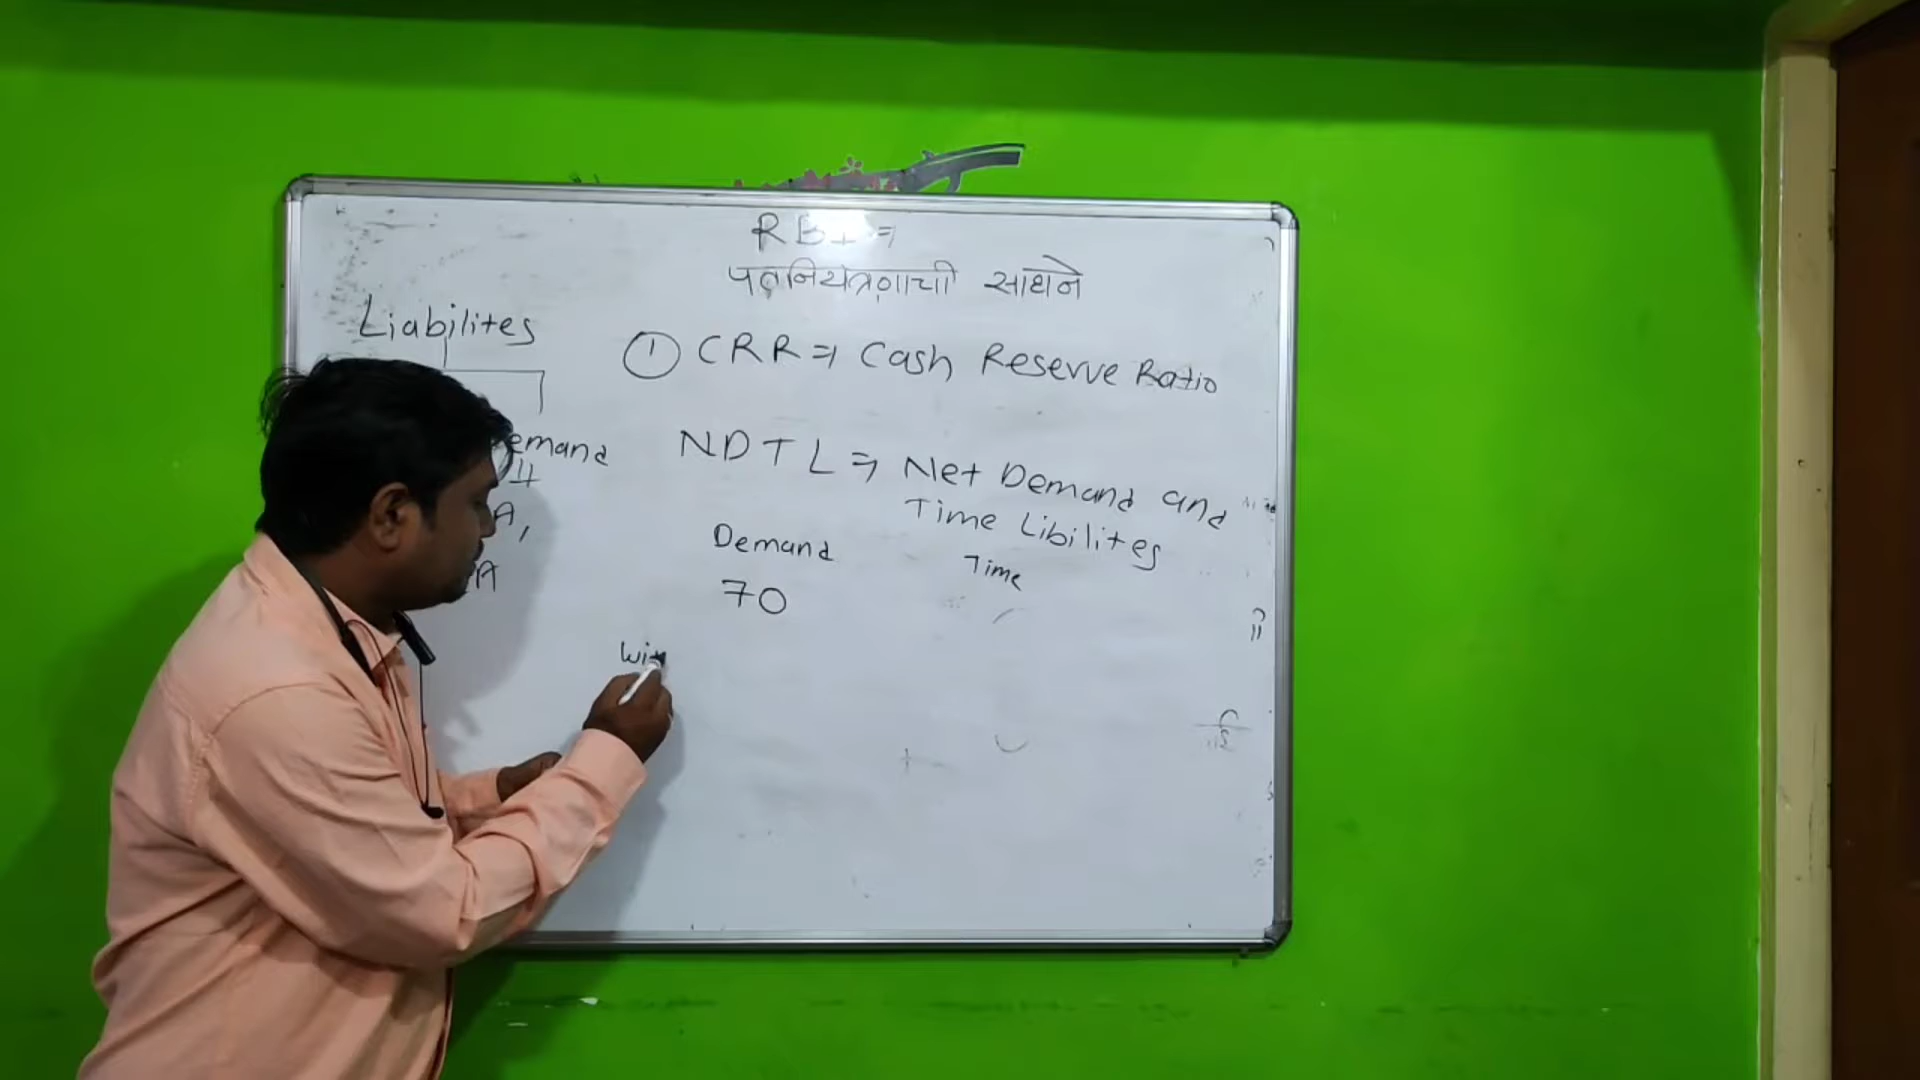 RBI ⇒
पतनियंत्रणाची साधने
Liabilites
① CRR ⇒ Cash Reserve Ratio
emand
A,
A
NDTL ⇒ Net Demand and
Time Libilites
Demand
Time
70